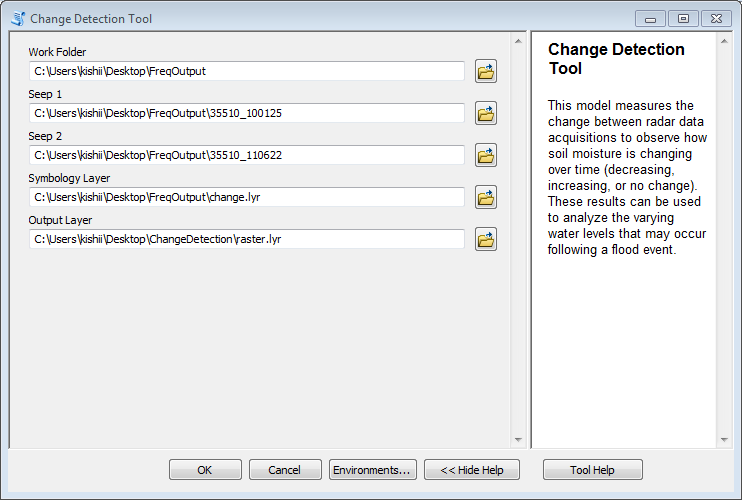 Change Detection Tool
Work Folder
C:\Users\kishii\Desktop\FreqOutput
Seep 1
C:\Users\kishii\Desktop\FreqOutput\35510_100125
Seep 2
C:\Users\kishii\Desktop\FreqOutput\35510_110622
Symbology Layer
C:\Users\kishii\Desktop\FreqOutput\change.lyr
Output Layer
C:\Users\kishii\Desktop\ChangeDetection\raster.lyr
Change Detection
Tool
This model measures the
change between radar data
acquisitions to observe how
soil moisture is changing
over time (decreasing,
increasing, or no change).
These results can be used
to analyze the varying
water levels that may occur
following a flood event.
OK
Cancel
Environments...
<< Hide Help
Tool Help